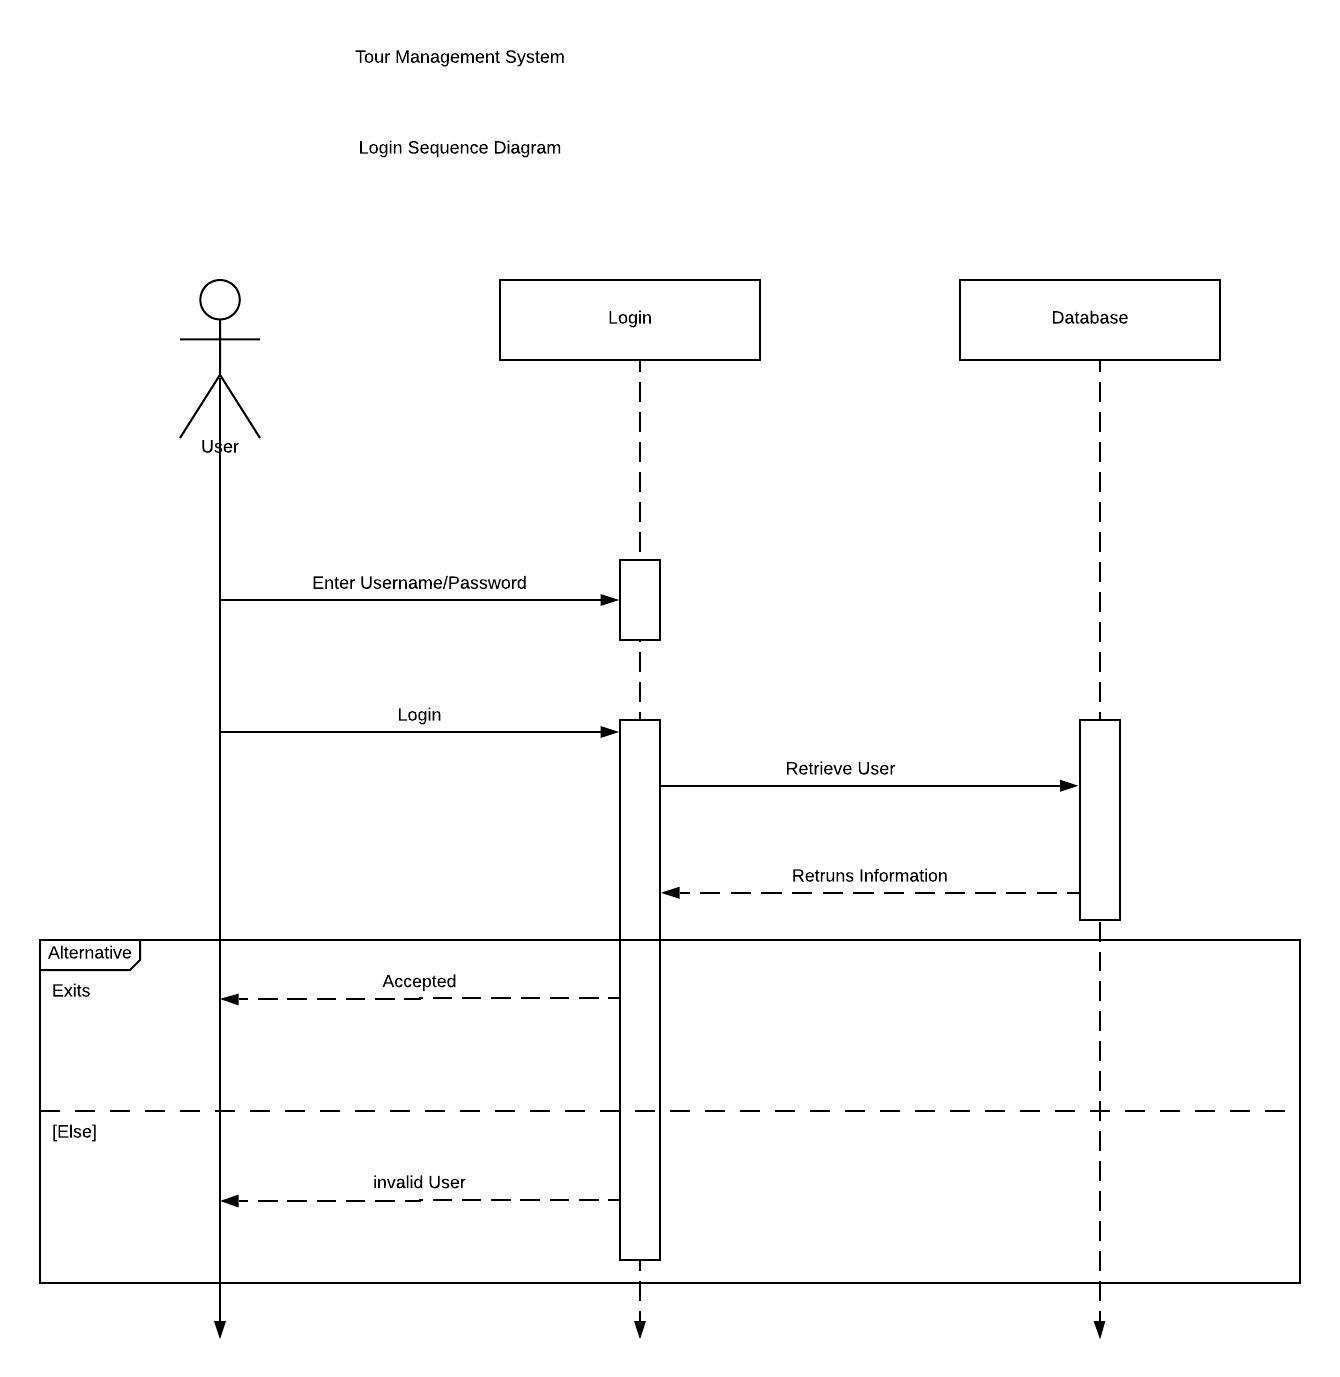 Tour Management System
Login Sequence Diagram
Login
Database
User
Enter Username/Password
Login
Retrieve User
Retruns Information
Alternative
Accepted
Exits
[Else]
invalid User